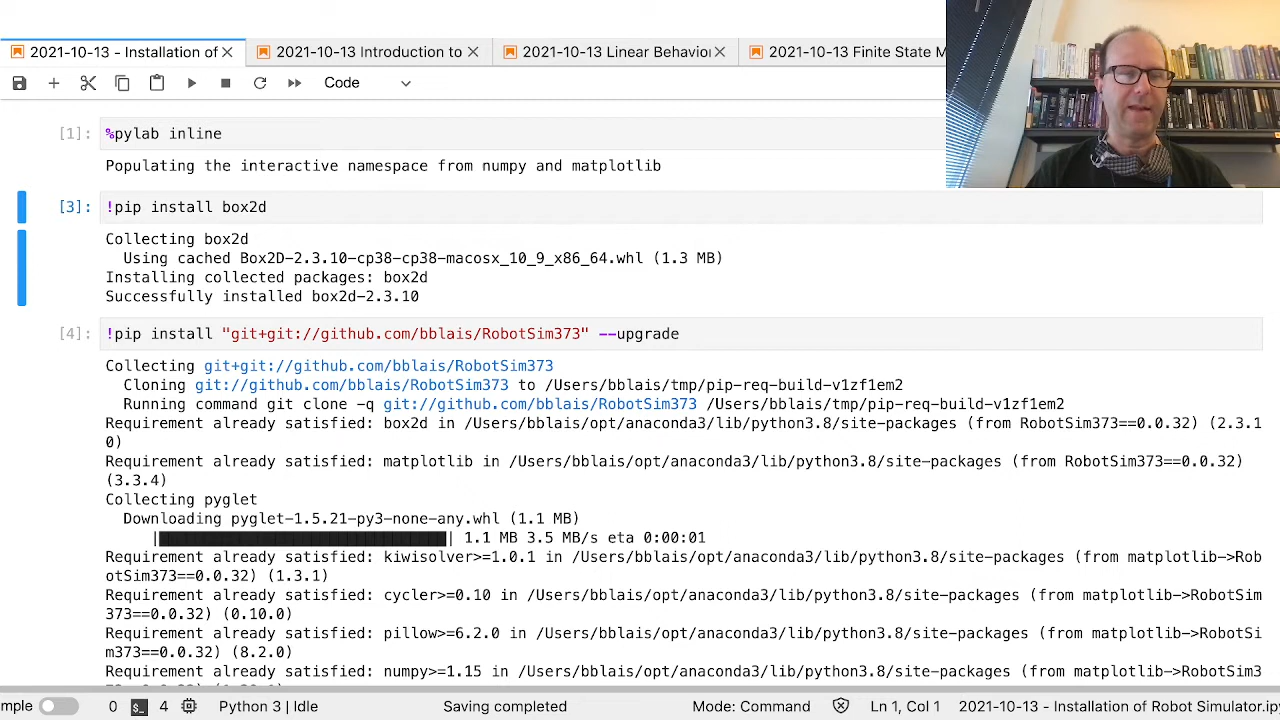 2021-10-13 - Installation of
2021-10-13 Introduction to
2021-10-13 Linear Behavio
2021-10-13 Finite State M
Code
[1]: %pylab inline
Populating the interactive namespace from numpy and matplotlib
[3]: !pip install box2d
Collecting box2d
Using cached Box2D-2.3.10-cp38-cp38-macosx_10_9_x86_64.whl (1.3 MB)
Installing collected packages: box2d
Successfully installed box2d-2.3.10
[4]: !pip install "git+git://github.com/bblais/RobotSim373" --upgrade
Collecting git+git://github.com/bblais/RobotSim373
Cloning git://github.com/bblais/RobotSim373 to /Users/bblais/tmp/pip-req-build-v1zf1em2
Running command git clone -q git://github.com/bblais/RobotSim373 /Users/bblais/tmp/pip-req-build-v1zf1em2
Requirement already satisfied: box2d in /Users/bblais/opt/anaconda3/lib/python3.8/site-packages (from RobotSim373==0.0.32) (2.3.1
0)
Requirement already satisfied: matplotlib in /Users/bblais/opt/anaconda3/lib/python3.8/site-packages (from RobotSim373==0.0.32)
(3.3.4)
Collecting pyglet
Downloading pyglet-1.5.21-py3-none-any.whl (1.1 MB)
| 1.1 MB 3.5 MB/s eta 0:00:01
Requirement already satisfied: kiwisolver>=1.0.1 in /Users/bblais/opt/anaconda3/lib/python3.8/site-packages (from matplotlib->Rob
otSim373==0.0.32) (1.3.1)
Requirement already satisfied: cycler>=0.10 in /Users/bblais/opt/anaconda3/lib/python3.8/site-packages (from matplotlib->RobotSim
373==0.0.32) (0.10.0)
Requirement already satisfied: pillow>=6.2.0 in /Users/bblais/opt/anaconda3/lib/python3.8/site-packages (from matplotlib->RobotSi
m373==0.0.32) (8.2.0)
Requirement already satisfied: numpy>=1.15 in /Users/bblais/opt/anaconda3/lib/python3.8/site-packages (from matplotlib->RobotSim3
mple 0 $_ 4 Python 3 | Idle Saving completed Mode: Command Ln 1, Col 1 2021-10-13 - Installation of Robot Simulator.ip